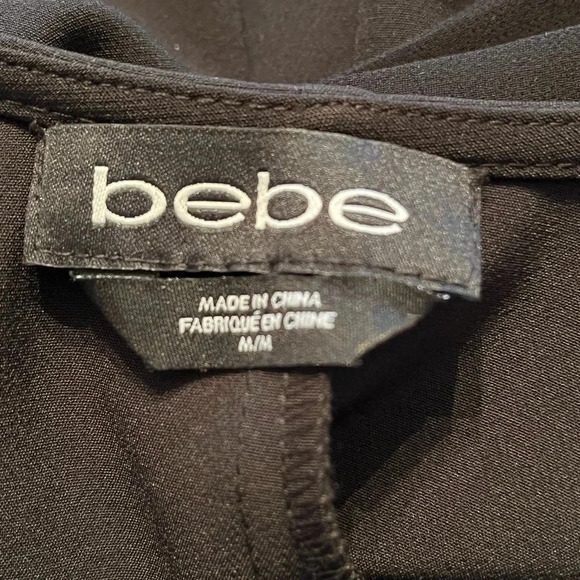 bebe
MADE IN CHINA
FABRIQUÉ EN CHINE
M/M